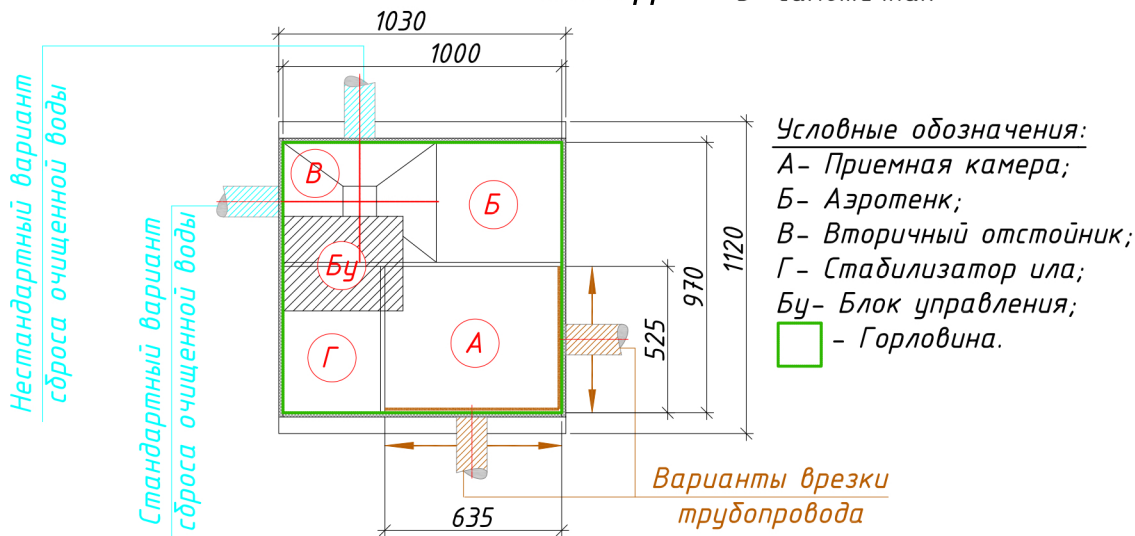 1030
1000
Нестандартный вариант
сброса очищенной воды
Стандартный вариант
сброса очищенной воды
В
Б
Бу
Г
А
525
970
1120
635
Условные обозначения:
А- Приемная камера;
Б- Аэротенк;
В- Вторичный отстойник;
Г- Стабилизатор ила;
Бу- Блок управления;
- Горловина.
Варианты врезки
трубопровода